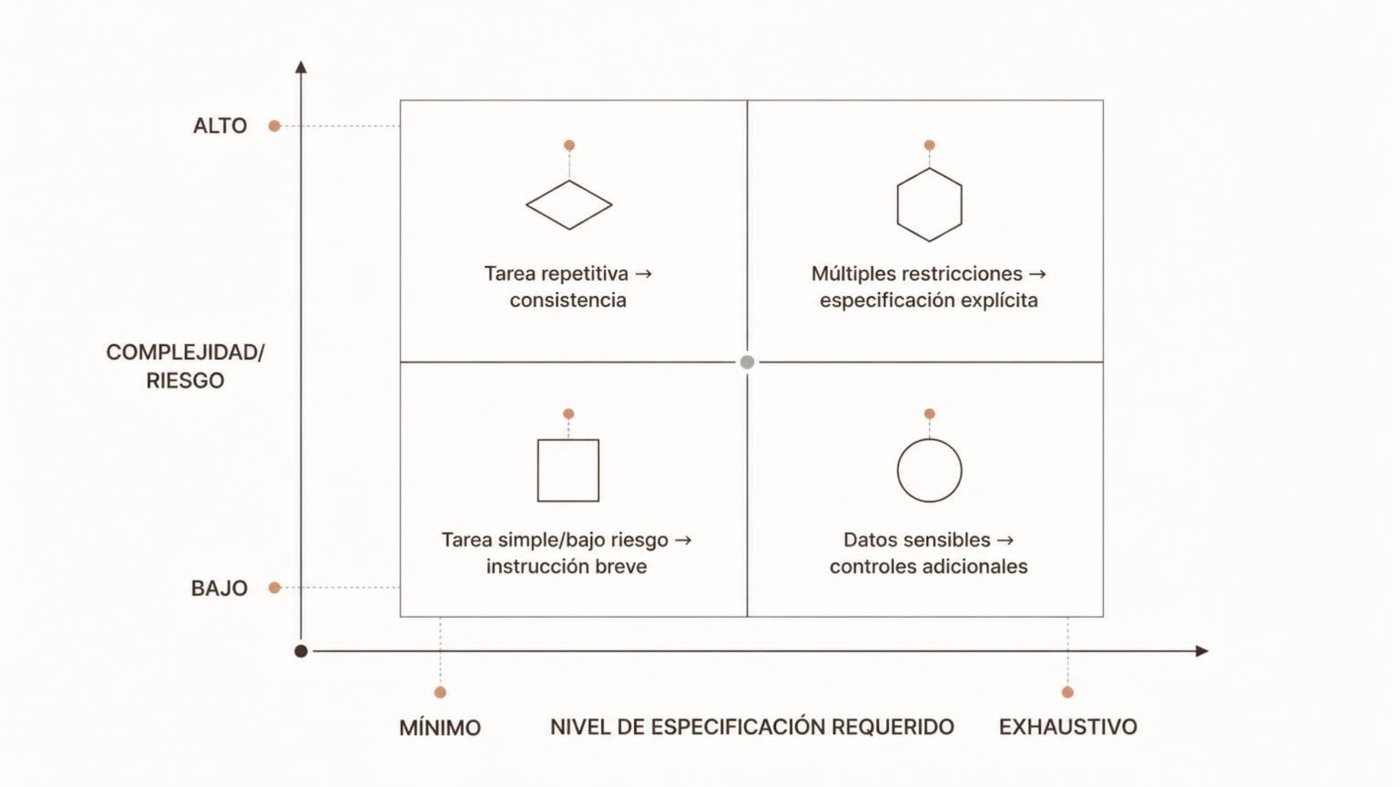 ALTO
Tarea repetitiva →
consistencia
Múltiples restricciones →
especificación explícita
COMPLEJIDAD/
RIESGO
Tarea simple/bajo riesgo →
instrucción breve
Datos sensibles →
controles adicionales
BAJO
MÍNIMO
NIVEL DE ESPECIFICACIÓN REQUERIDO
EXHAUSTIVO